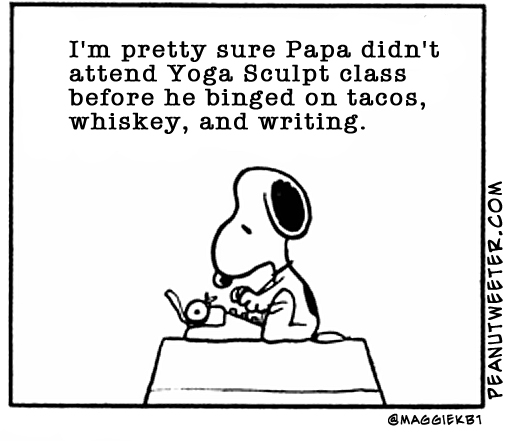 I'm pretty sure Papa didn't
attend Yoga Sculpt class
before he binged on tacos,
whiskey, and writing.
PEANUTWEETER.COM
@MAGGIEKB1